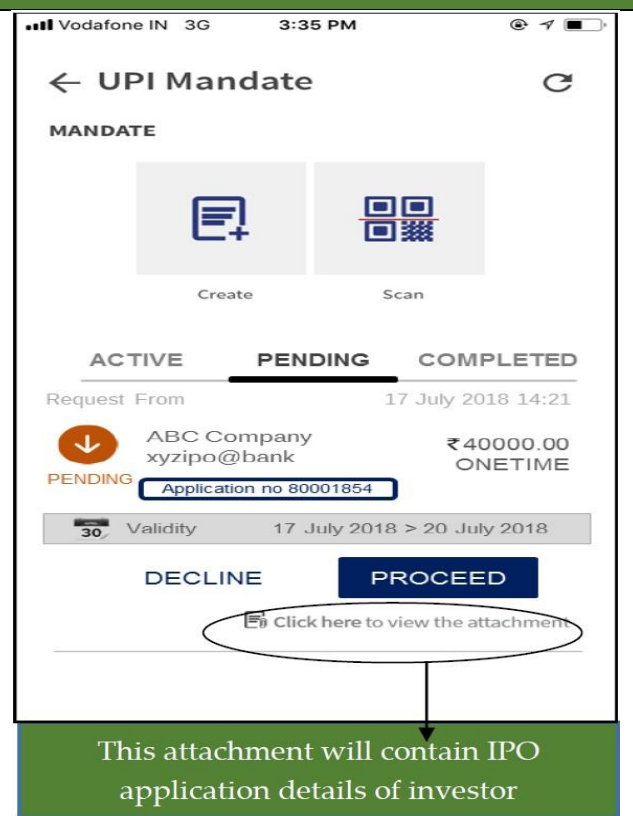 Vodafone IN 3G 3:35 PM
← UPI Mandate
MANDATE
Create Scan
ACTIVE PENDING COMPLETED
Request From 17 July 2018 14:21
ABC Company ₹40000.00
xyzipo@bank ONETIME
PENDING
Application no 80001854
30 Validity 17 July 2018 > 20 July 2018
DECLINE PROCEED
Click here to view the attachment
This attachment will contain IPO
application details of investor